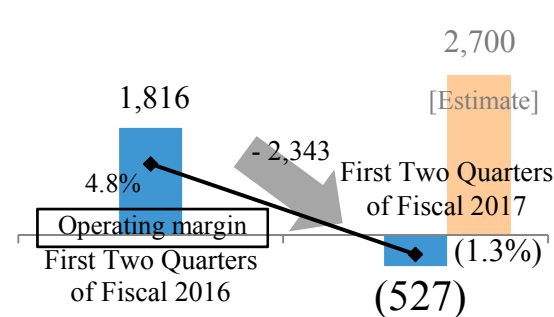 2,700
1,816
[Estimate]
- 2,343
4.8%
First Two Quarters
of Fiscal 2017
Operating margin
(1.3%)
First Two Quarters
of Fiscal 2016
(527)